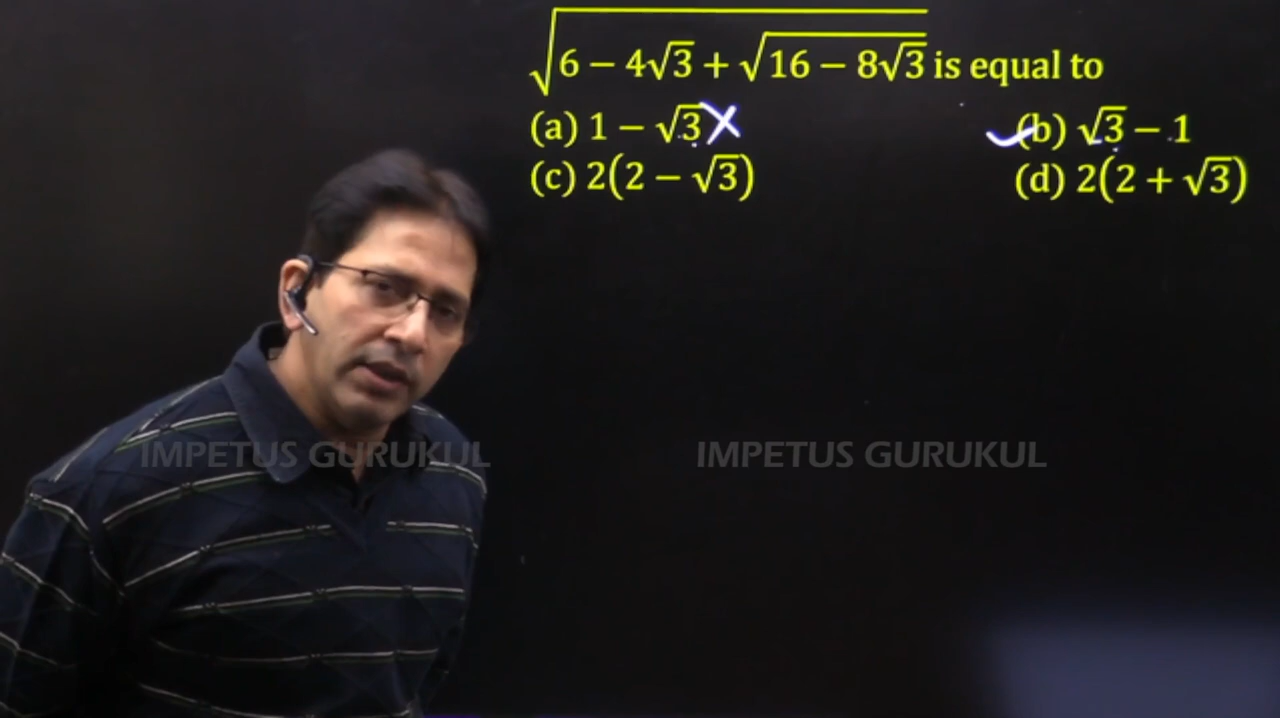 √(6 − 4√3 + √(16 − 8√3)) is equal to
(a) 1 − √3 (b) √3 − 1
(c) 2(2 − √3) (d) 2(2 + √3)
IMPETUS GURUKUL IMPETUS GURUKUL